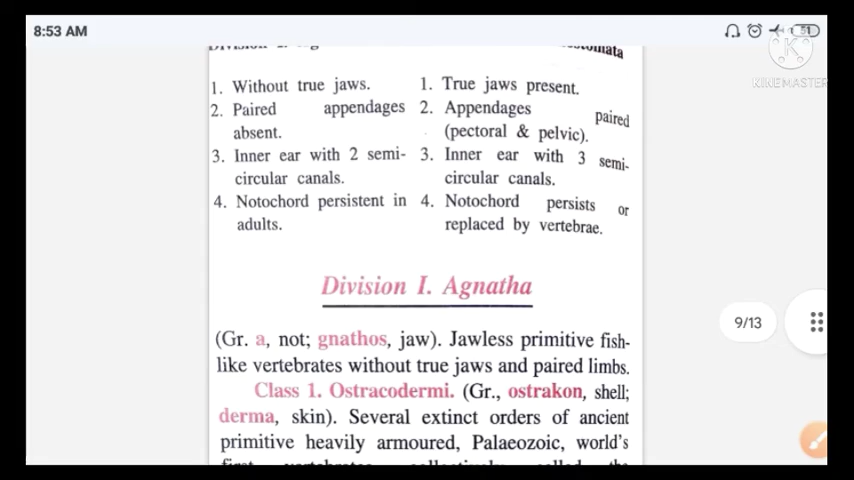 8:53 AM
51
KINEMASTER
1. Without true jaws.
2. Paired appendages
absent.
3. Inner ear with 2 semi-
circular canals.
4. Notochord persistent in
adults.
1. True jaws present.
2. Appendages paired
(pectoral & pelvic).
3. Inner ear with 3 semi-
circular canals.
4. Notochord persists or
replaced by vertebrae.
Division I. Agnatha
(Gr. a, not; gnathos, jaw). Jawless primitive fish-
like vertebrates without true jaws and paired limbs.
Class 1. Ostracodermi. (Gr., ostrakon, shell;
derma, skin). Several extinct orders of ancient
primitive heavily armoured, Palaeozoic, world's
9/13